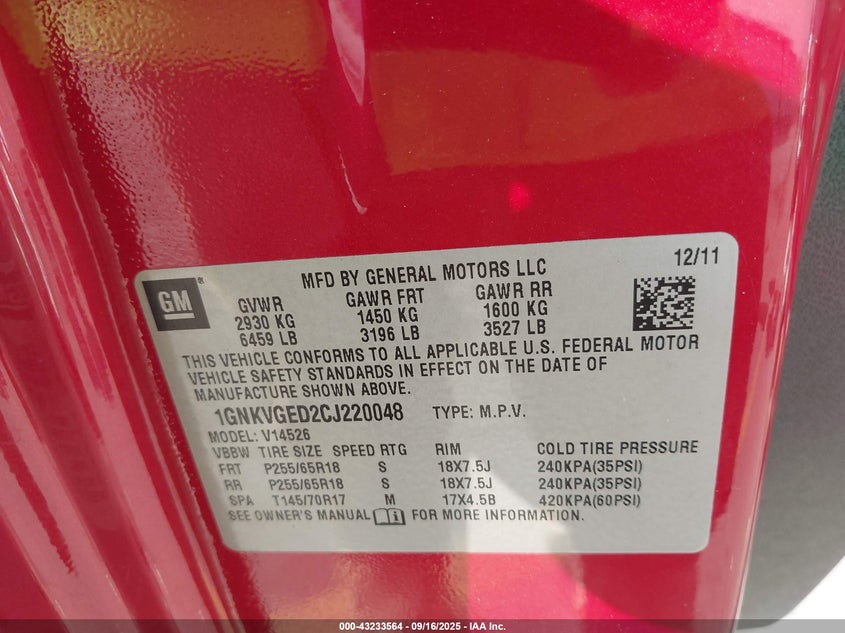 MFD BY GENERAL MOTORS LLC 12/11
GM®
GVWR GAWR FRT GAWR RR
2930 KG 1450 KG 1600 KG
6459 LB 3196 LB 3527 LB
THIS VEHICLE CONFORMS TO ALL APPLICABLE U.S. FEDERAL MOTOR
VEHICLE SAFETY STANDARDS IN EFFECT ON THE DATE OF
MANUFACTURE SHOWN ABOVE.
1GNKVGED2CJ220048 TYPE: M.P.V.
MODEL: V14526
VBBW TIRE SIZE SPEED RTG RIM COLD TIRE PRESSURE
FRT P255/65R18 S 18X7.5J 240KPA(35PSI)
RR P255/65R18 S 18X7.5J 240KPA(35PSI)
SPA T145/70R17 M 17X4.5B 420KPA(60PSI)
SEE OWNER'S MANUAL i FOR MORE INFORMATION.
000-43233564 - 09/16/2025 - IAA Inc.